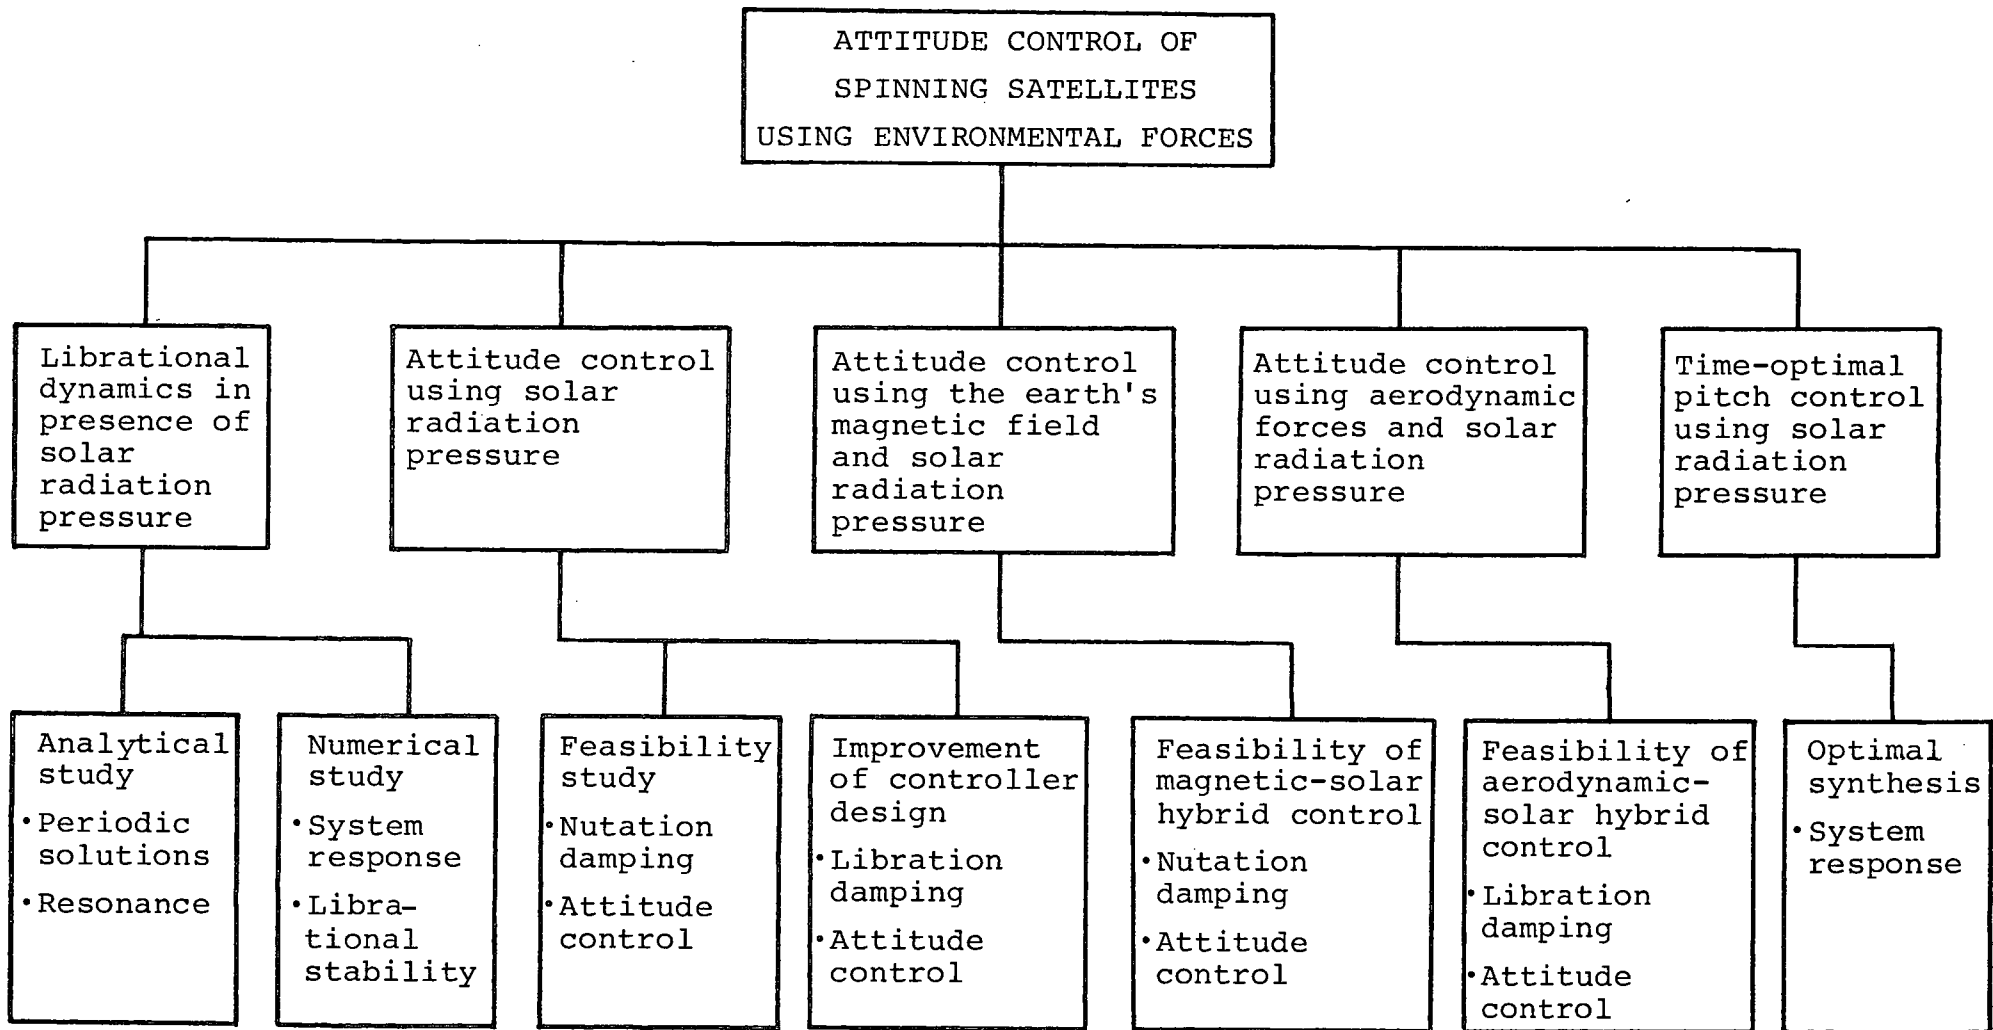 ATTITUDE CONTROL OF
SPINNING SATELLITES
USING ENVIRONMENTAL FORCES
Librational
dynamics in
presence of
solar
radiation
pressure
Attitude control
using solar
radiation
pressure
Attitude control
using the earth's
magnetic field
and solar
radiation
pressure
Attitude control
using aerodynamic
forces and solar
radiation
pressure
Time-optimal
pitch control
using solar
radiation
pressure
Analytical
study
•Periodic
solutions
•Resonance
Numerical
study
•System
response
•Libra-
tional
stability
Feasibility
study
•Nutation
damping
•Attitude
control
Improvement
of controller
design
•Libration
damping
•Attitude
control
Feasibility of
magnetic-solar
hybrid control
•Nutation
damping
•Attitude
control
Feasibility of
aerodynamic-
solar hybrid
control
•Libration
damping
•Attitude
control
Optimal
synthesis
•System
response